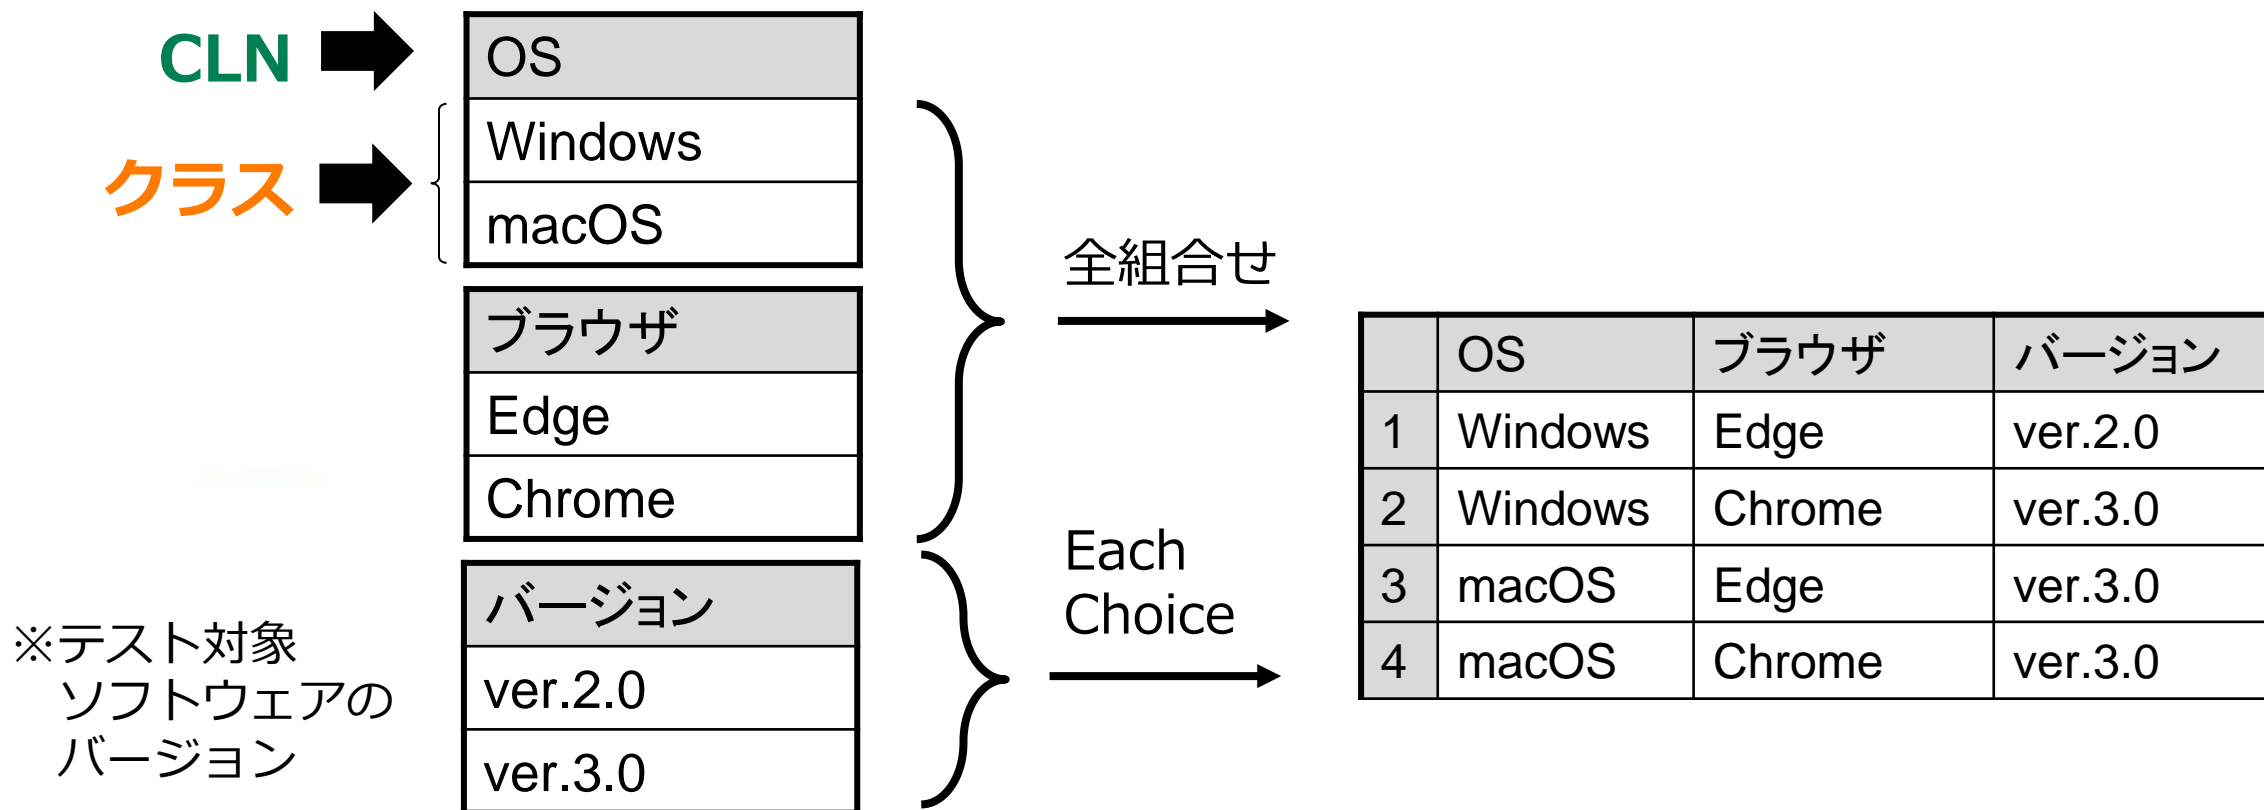 CLN
クラス
OS
Windows
macOS
ブラウザ
Edge
Chrome
※テスト対象
ソフトウェアの
バージョン
バージョン
ver.2.0
ver.3.0
全組合せ
Each
Choice
OS ブラウザ バージョン
1 Windows Edge ver.2.0
2 Windows Chrome ver.3.0
3 macOS Edge ver.3.0
4 macOS Chrome ver.3.0